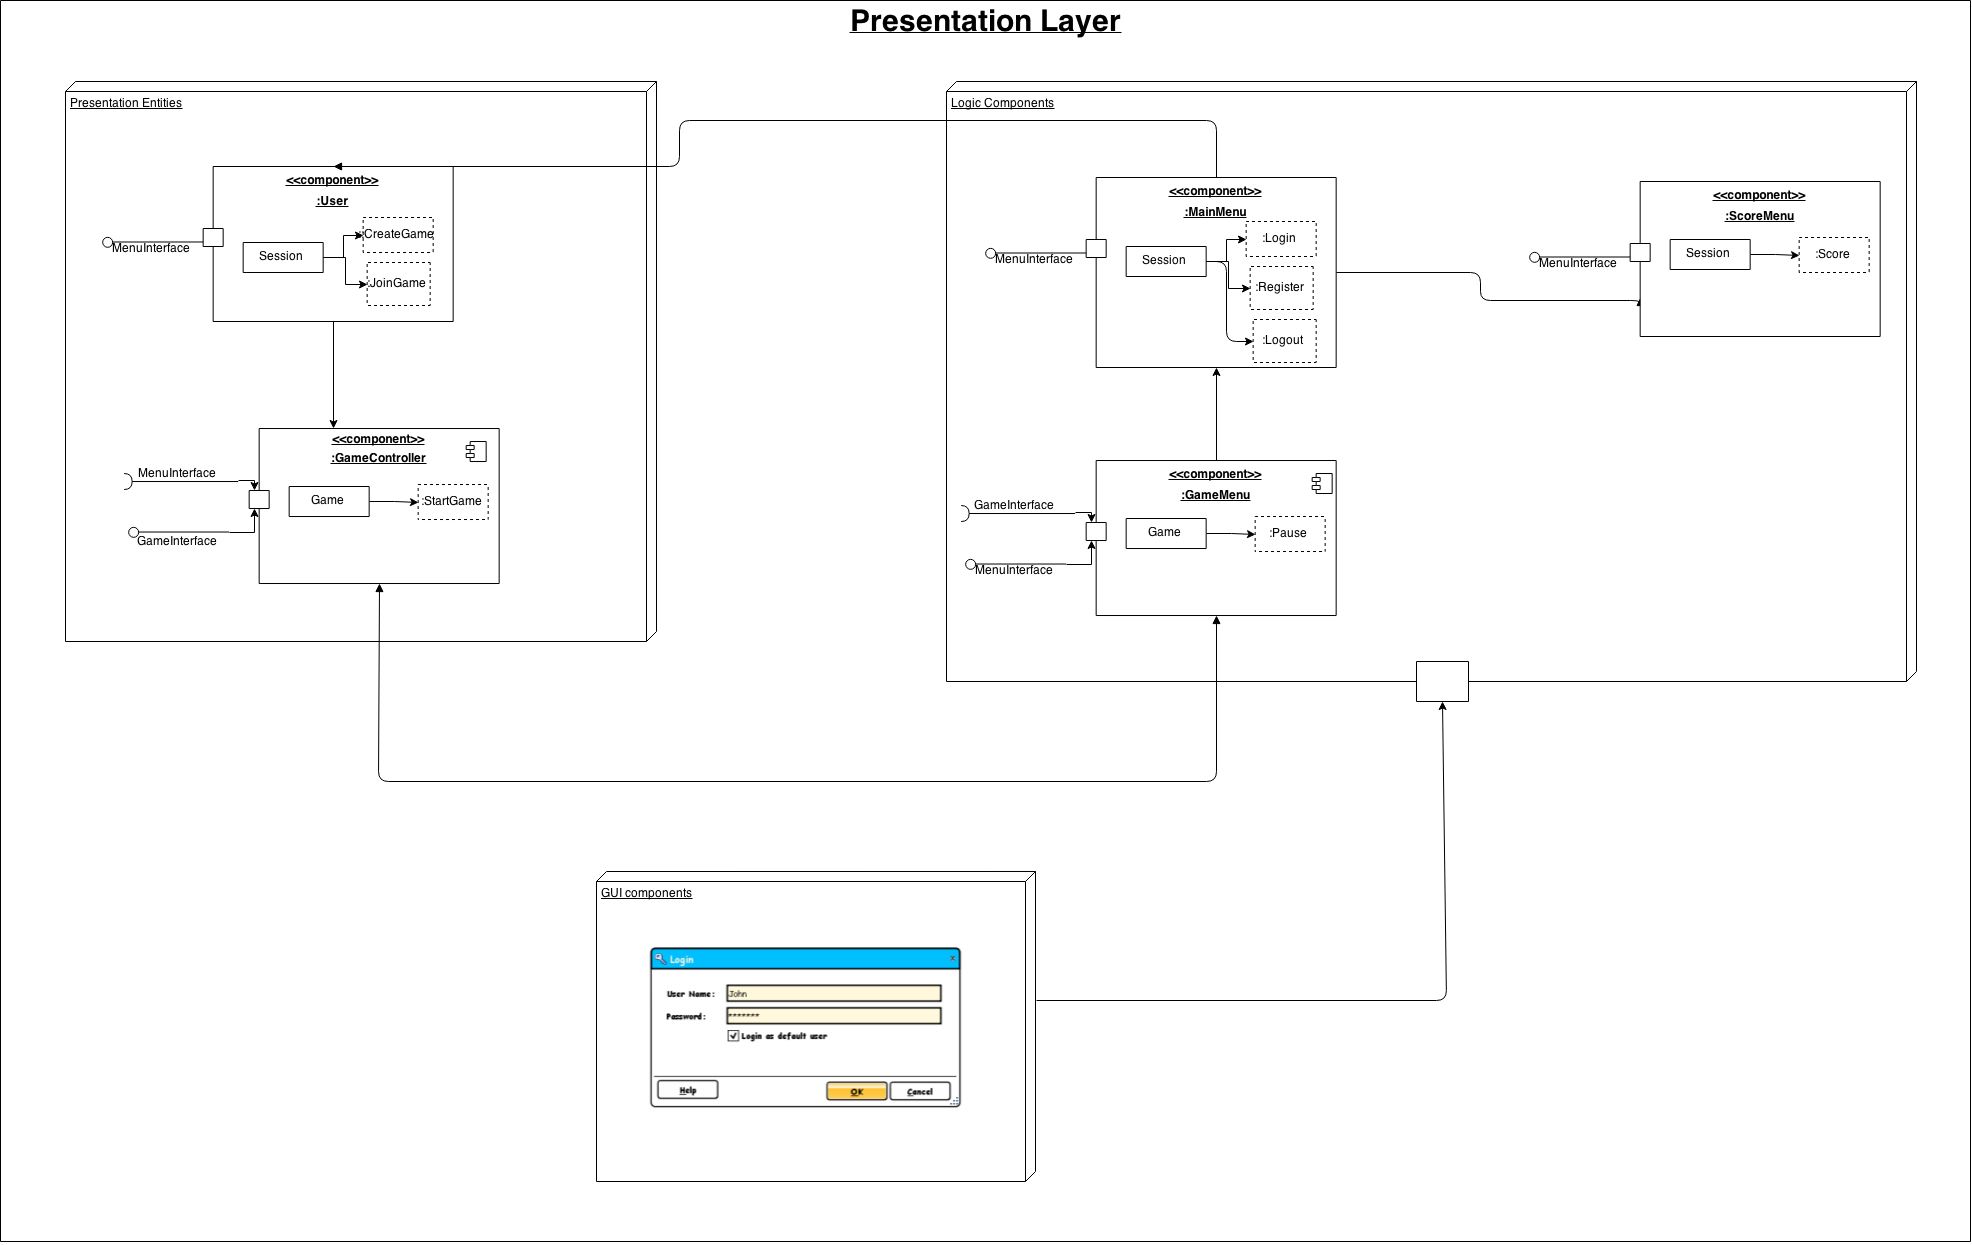 Presentation Layer
Presentation Entities
<<component>>
:User
MenuInterface
Session
CreateGame
:JoinGame
<<component>>
:GameController
MenuInterface
GameInterface
Game
:StartGame
Logic Components
<<component>>
:MainMenu
MenuInterface
Session
:Login
:Register
:Logout
<<component>>
:ScoreMenu
MenuInterface
Session
:Score
<<component>>
:GameMenu
GameInterface
MenuInterface
Game
:Pause
GUI components
Login
x
User Name:
John
Password:
*******
Login as default user
Help
OK
Cancel